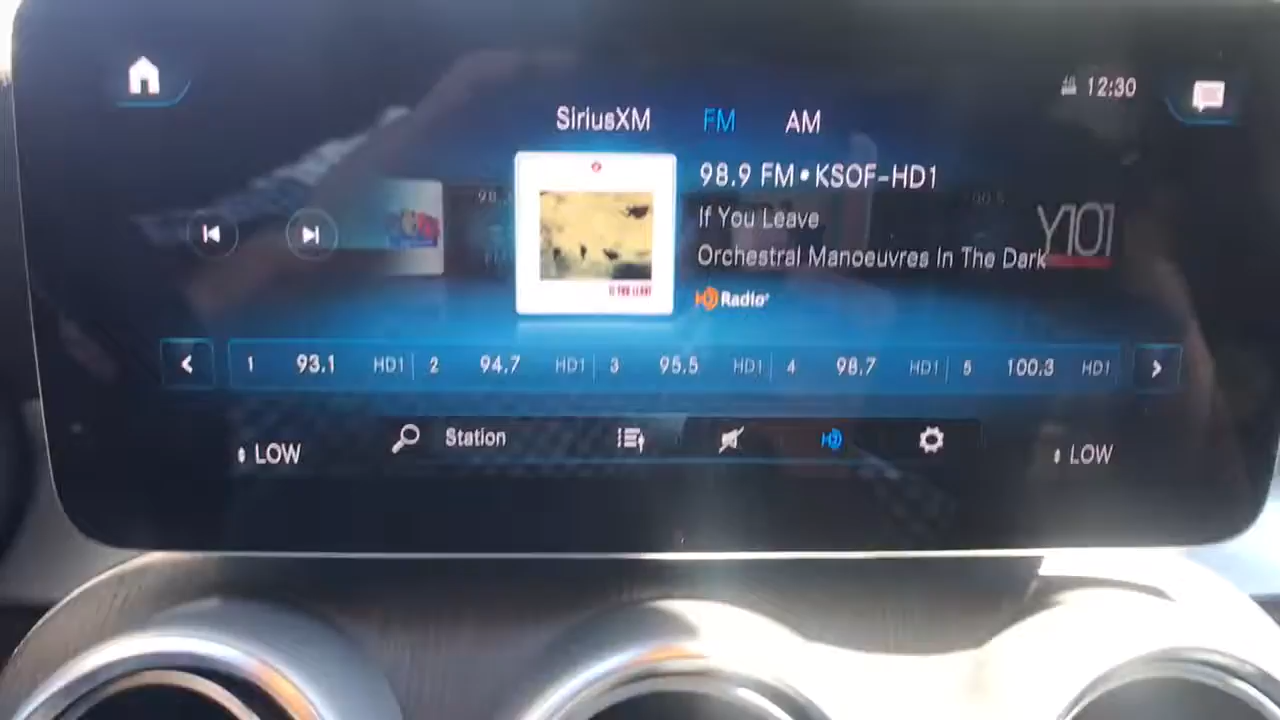 12:30
SiriusXM FM AM
98.9 FM • KSOF-HD1
If You Leave
Orchestral Manoeuvres In The Dark
HD Radio
Y101
1 93.1 HD1 2 94.7 HD1 3 95.5 HD1 4 98.7 HD1 5 100.3 HD1
Station
HD
LOW
LOW